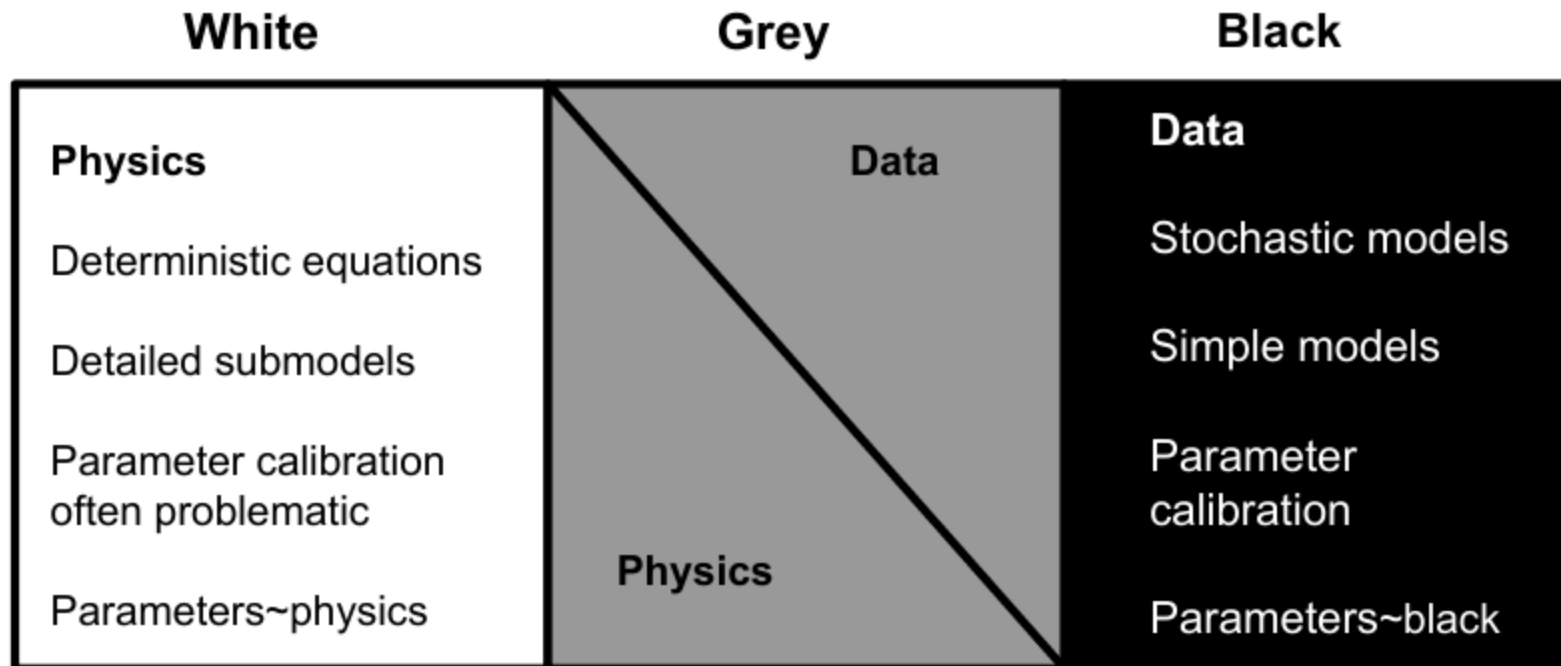 White
Grey
Black
Physics
Deterministic equations
Detailed submodels
Parameter calibration
often problematic
Parameters~physics
Data
Physics
Data
Stochastic models
Simple models
Parameter
calibration
Parameters~black